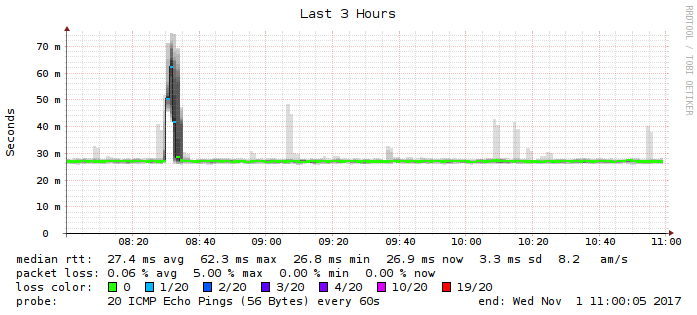 Last 3 Hours
RRDTOOL / TOBI OETIKER
Seconds
70 m
60 m
50 m
40 m
30 m
20 m
10 m
0
08:20 08:40 09:00 09:20 09:40 10:00 10:20 10:40 11:00
median rtt: 27.4 ms avg 62.3 ms max 26.8 ms min 26.9 ms now 3.3 ms sd 8.2 am/s
packet loss: 0.06 % avg 5.00 % max 0.00 % min 0.00 % now
loss color: 0 1/20 2/20 3/20 4/20 10/20 19/20
probe: 20 ICMP Echo Pings (56 Bytes) every 60s end: Wed Nov 1 11:00:05 2017